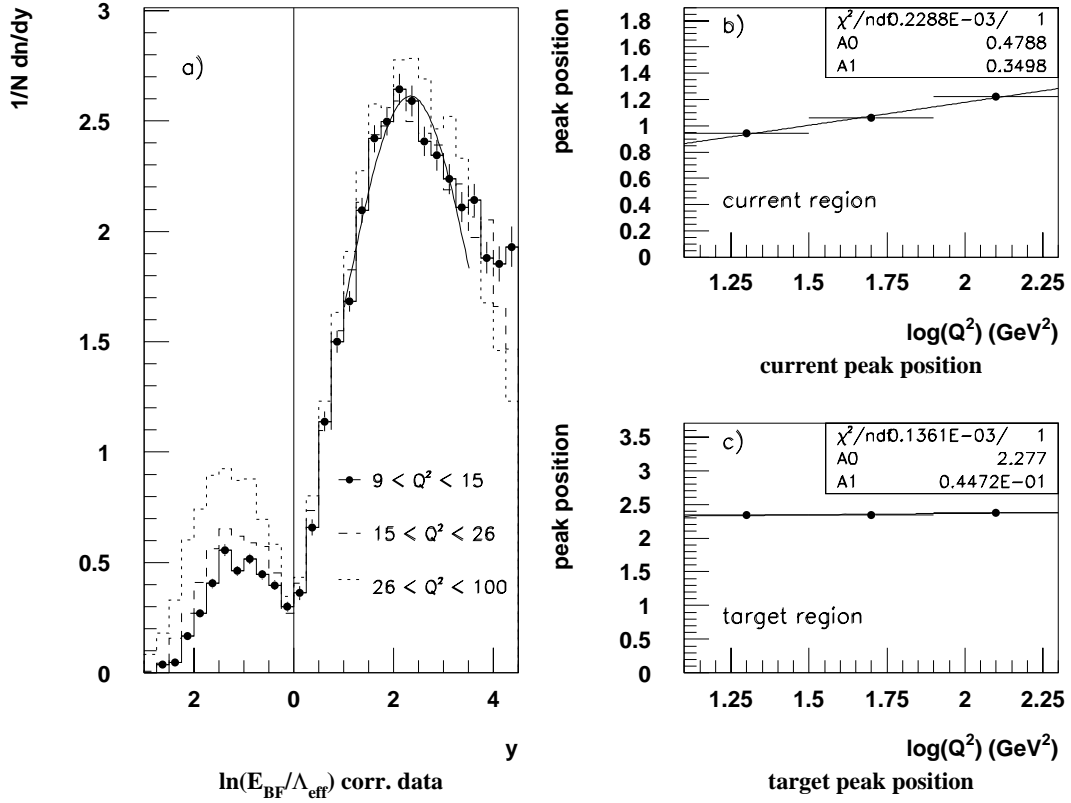 1/N dn/dy
a)
3
2.5
2
1.5
1
0.5
0
9 < Q² < 15
15 < Q² < 26
26 < Q² < 100
2 0 2 4
y
ln(E_BF/Λ_eff) corr. data
peak position
b)
χ²/ndf 0.2288E-03/ 1
A0 0.4788
A1 0.3498
1.8
1.6
1.4
1.2
1
0.8
0.6
0.4
0.2
0
current region
1.25 1.5 1.75 2 2.25
log(Q²) (GeV²)
current peak position
peak position
c)
χ²/ndf 0.1361E-03/ 1
A0 2.277
A1 0.4472E-01
3.5
3
2.5
2
1.5
1
0.5
0
target region
1.25 1.5 1.75 2 2.25
log(Q²) (GeV²)
target peak position